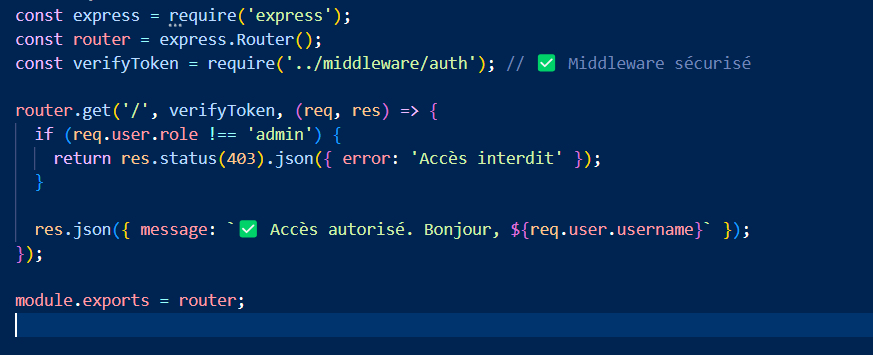 const express = require('express');
const router = express.Router();
const verifyToken = require('../middleware/auth'); // ✅ Middleware sécurisé
router.get('/', verifyToken, (req, res) => {
if (req.user.role !== 'admin') {
return res.status(403).json({ error: 'Accès interdit' });
}
res.json({ message: `✅ Accès autorisé. Bonjour, ${req.user.username}` });
});
module.exports = router;